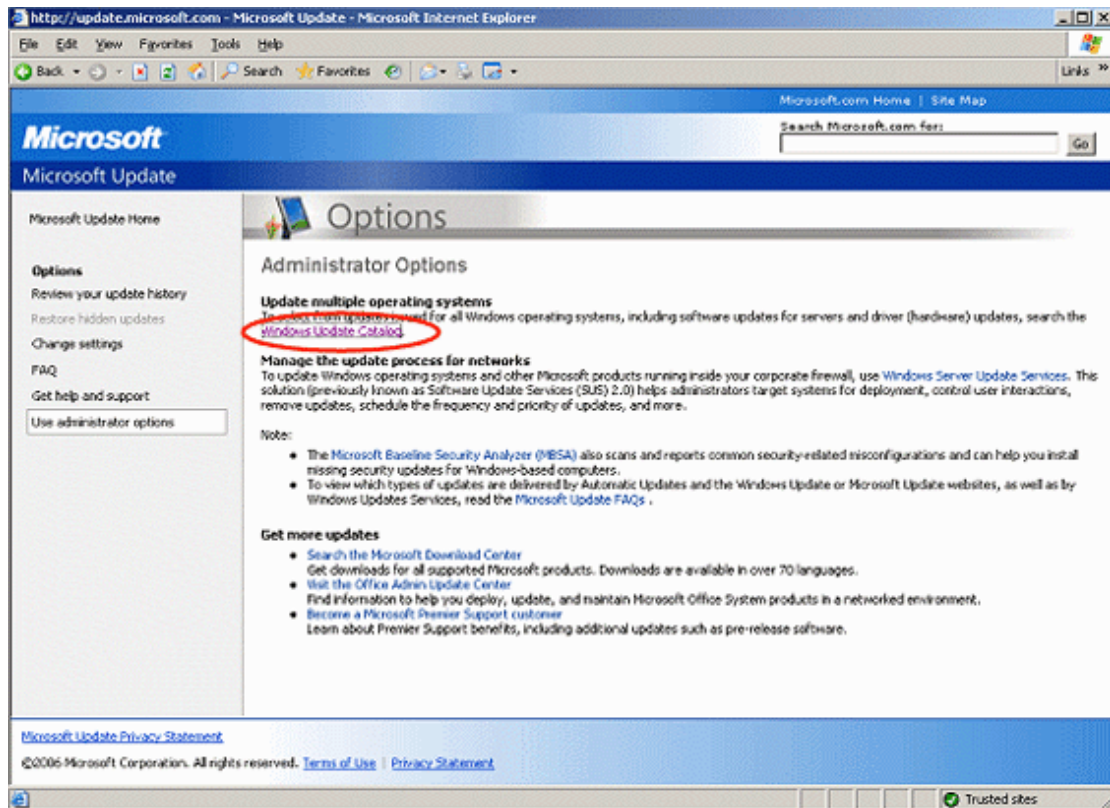 http://update.microsoft.com - Microsoft Update - Microsoft Internet Explorer
File Edit View Favorites Tools Help
Back Search Favorites Links »
Microsoft.com Home | Site Map
Microsoft
Search Microsoft.com for:
Go
Microsoft Update
Microsoft Update Home
Options
Review your update history
Restore hidden updates
Change settings
FAQ
Get help and support
Use administrator options
Options
Administrator Options
Update multiple operating systems
To select from updates issued for all Windows operating systems, including software updates for servers and driver (hardware) updates, search the
Windows Update Catalog.
Manage the update process for networks
To update Windows operating systems and other Microsoft products running inside your corporate firewall, use Windows Server Update Services. This
solution (previously known as Software Update Services (SUS) 2.0) helps administrators target systems for deployment, control user interactions,
remove updates, schedule the frequency and priority of updates, and more.
Note:
• The Microsoft Baseline Security Analyzer (MBSA) also scans and reports common security-related misconfigurations and can help you install
missing security updates for Windows-based computers.
• To view which types of updates are delivered by Automatic Updates and the Windows Update or Microsoft Update websites, as well as by
Windows Updates Services, read the Microsoft Update FAQs .
Get more updates
• Search the Microsoft Download Center
Get downloads for all supported Microsoft products. Downloads are available in over 70 languages.
• Visit the Office Admin Update Center
Find information to help you deploy, update, and maintain Microsoft Office System products in a networked environment.
• Become a Microsoft Premier Support customer
Learn about Premier Support benefits, including additional updates such as pre-release software.
Microsoft Update Privacy Statement
©2006 Microsoft Corporation. All rights reserved. Terms of Use | Privacy Statement
Trusted sites